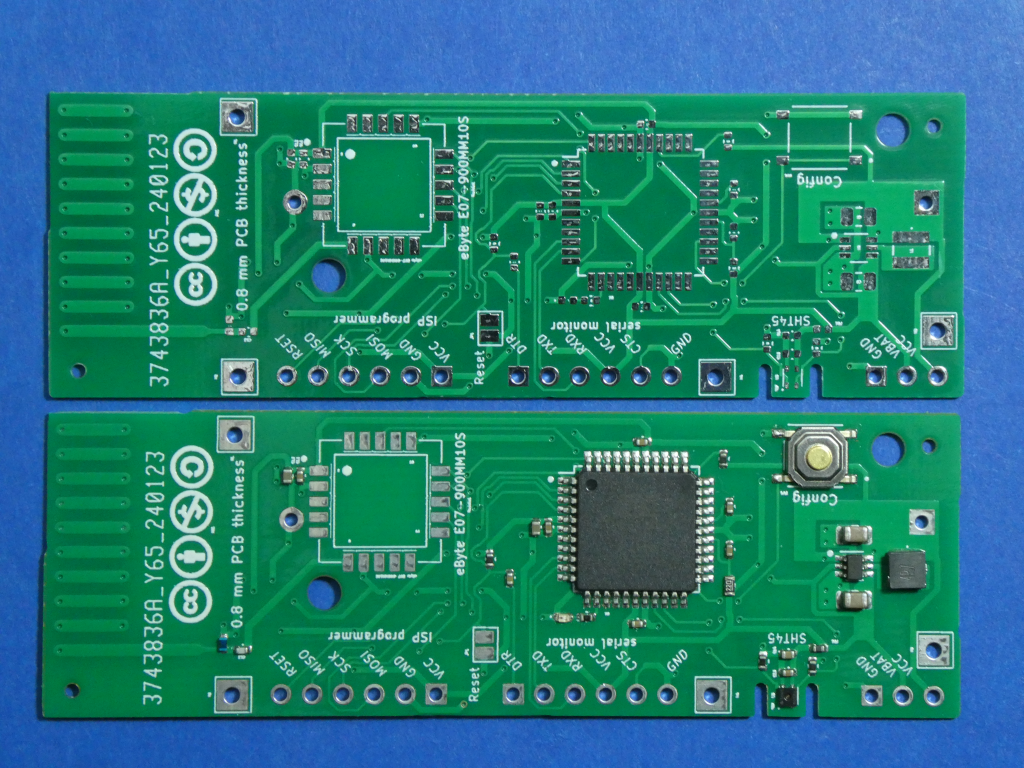 3743836A_Y65_240123
0.8 mm PCB thickness
eByte E07-900MM10S
Config
ISP programmer
serial monitor
SHT45
RSET
MISO
SCK
MOSI
GND
VCC
Reset
DTR
TXD
RXD
VCC
CTS
GND
GND
VBAT
VCC
3743836A_Y65_240123
0.8 mm PCB thickness
eByte E07-900MM10S
Config
ISP programmer
serial monitor
SHT45
RSET
MISO
SCK
MOSI
GND
VCC
Reset
DTR
TXD
RXD
VCC
CTS
GND
GND
VBAT
VCC